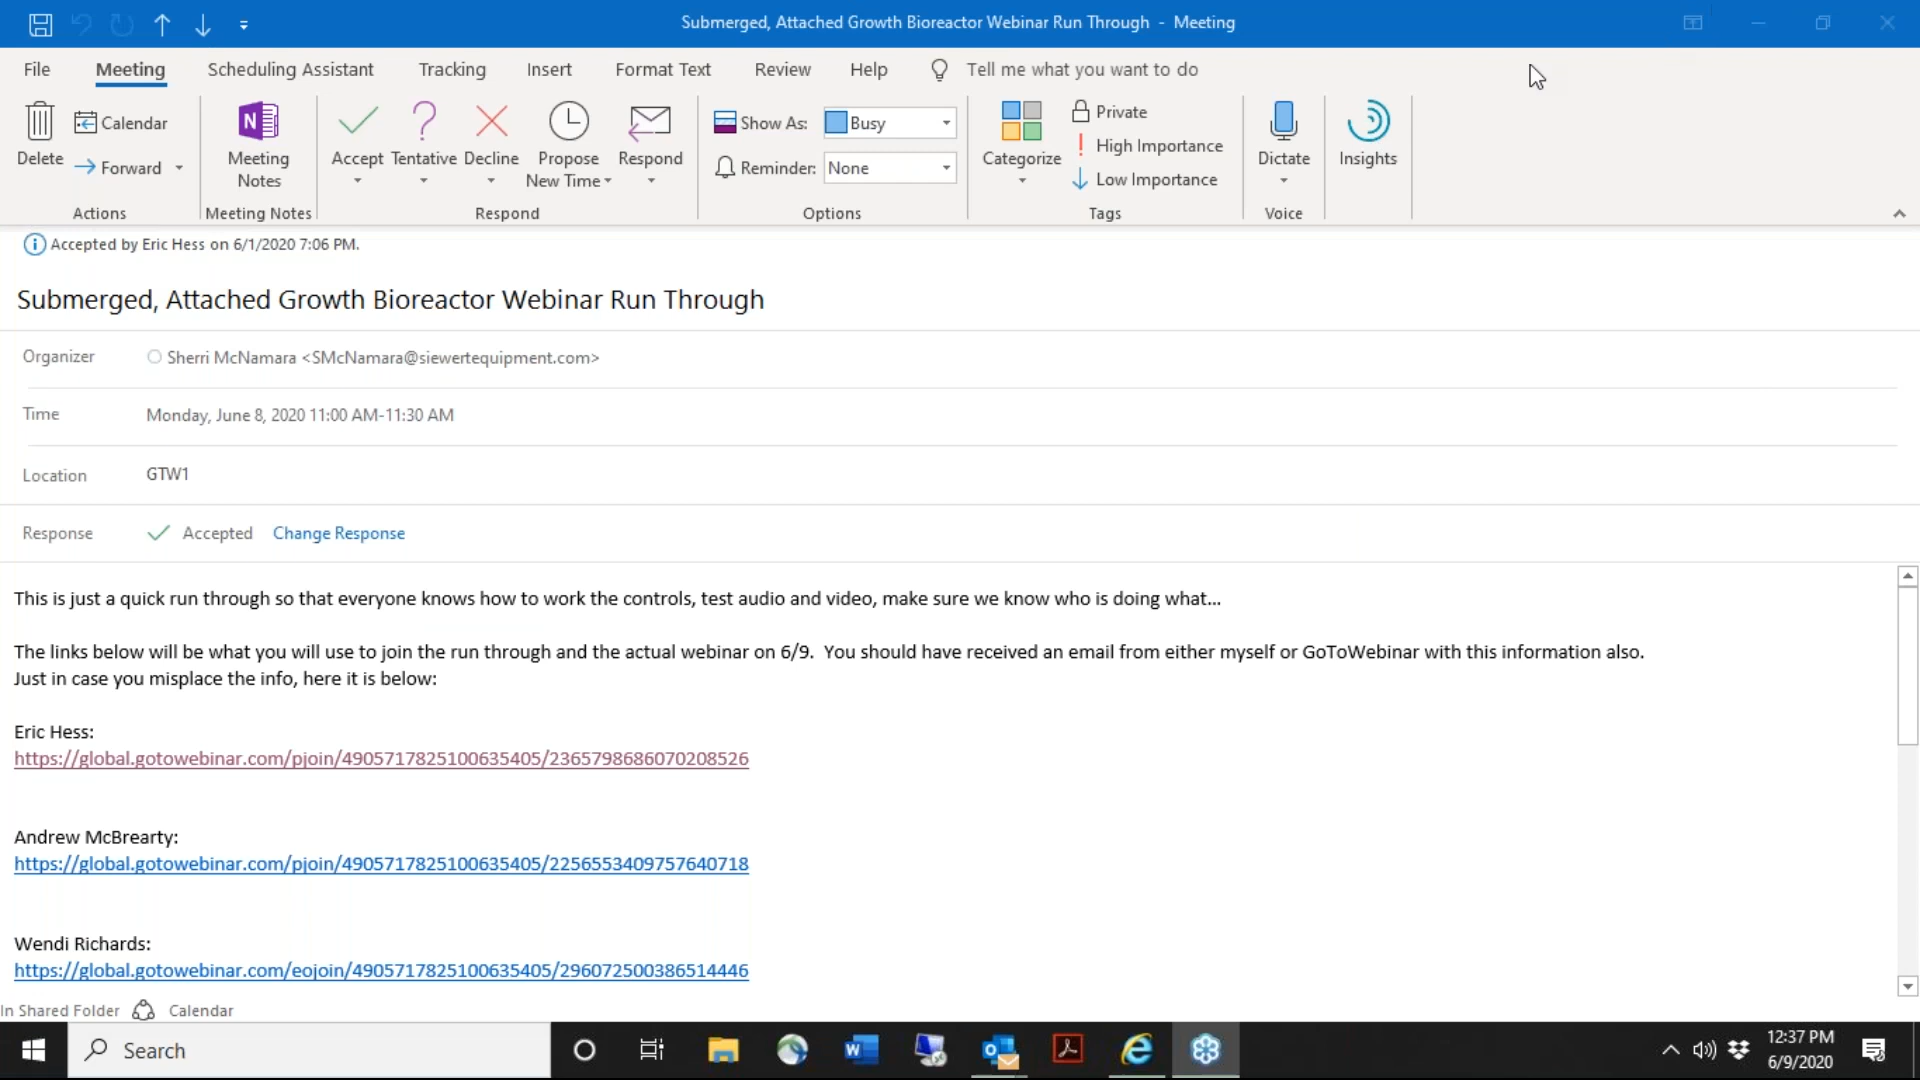 Submerged, Attached Growth Bioreactor Webinar Run Through - Meeting
File Meeting Scheduling Assistant Tracking Insert Format Text Review Help Tell me what you want to do
Delete Calendar Forward Meeting Notes Accept Tentative Decline Propose New Time Respond Show As: Busy Reminder: None Categorize Private High Importance Low Importance Dictate Insights
Actions Meeting Notes Respond Options Tags Voice
Accepted by Eric Hess on 6/1/2020 7:06 PM.
Submerged, Attached Growth Bioreactor Webinar Run Through
Organizer Sherri McNamara <SMcNamara@siewertequipment.com>
Time Monday, June 8, 2020 11:00 AM-11:30 AM
Location GTW1
Response Accepted Change Response
This is just a quick run through so that everyone knows how to work the controls, test audio and video, make sure we know who is doing what...
The links below will be what you will use to join the run through and the actual webinar on 6/9. You should have received an email from either myself or GoToWebinar with this information also.
Just in case you misplace the info, here it is below:
Eric Hess:
https://global.gotowebinar.com/pjoin/4905717825100635405/2365798686070208526
Andrew McBrearty:
https://global.gotowebinar.com/pjoin/4905717825100635405/2256553409757640718
Wendi Richards:
https://global.gotowebinar.com/eojoin/4905717825100635405/296072500386514446
In Shared Folder Calendar
Search
12:37 PM
6/9/2020